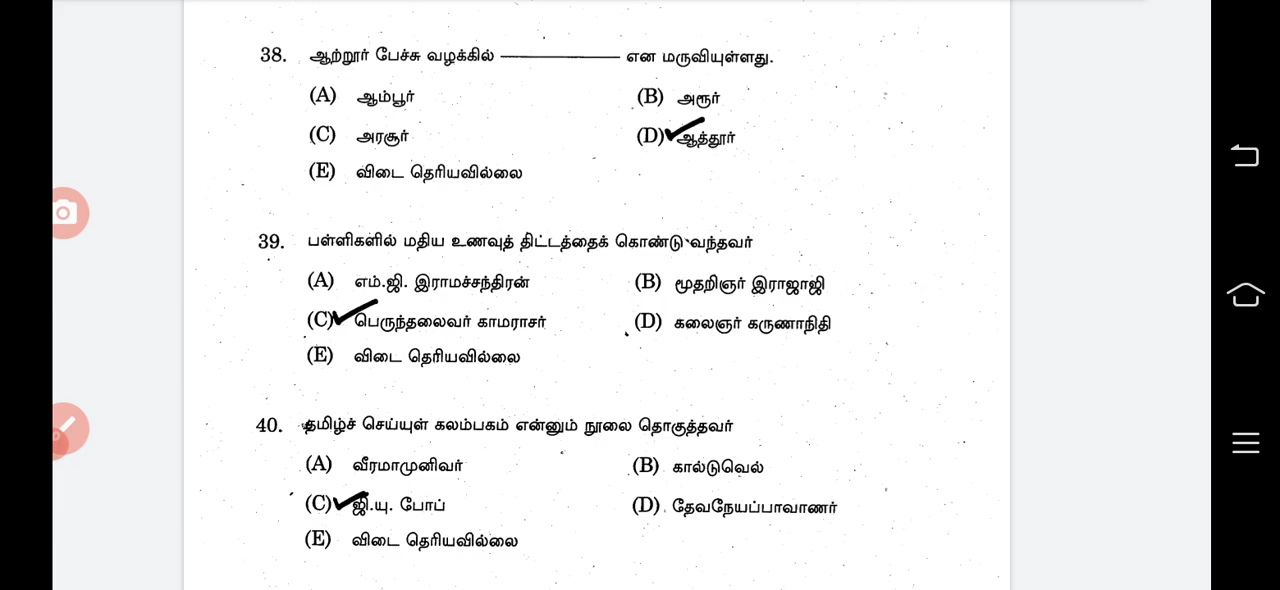 38. ஆற்றூர் பேச்சு வழக்கில் ————— என மருவியுள்ளது.
(A) ஆம்பூர் (B) அரூர்
(C) அரசூர் (D) ஆத்தூர்
(E) விடை தெரியவில்லை
39. பள்ளிகளில் மதிய உணவுத் திட்டத்தைக் கொண்டு வந்தவர்
(A) எம்.ஜி. இராமச்சந்திரன் (B) மூதறிஞர் இராஜாஜி
(C) பெருந்தலைவர் காமராசர் (D) கலைஞர் கருணாநிதி
(E) விடை தெரியவில்லை
40. தமிழ்ச் செய்யுள் கலம்பகம் என்னும் நூலை தொகுத்தவர்
(A) வீரமாமுனிவர் (B) கால்டுவெல்
(C) ஜி.யு. போப் (D) தேவநேயப்பாவாணர்
(E) விடை தெரியவில்லை